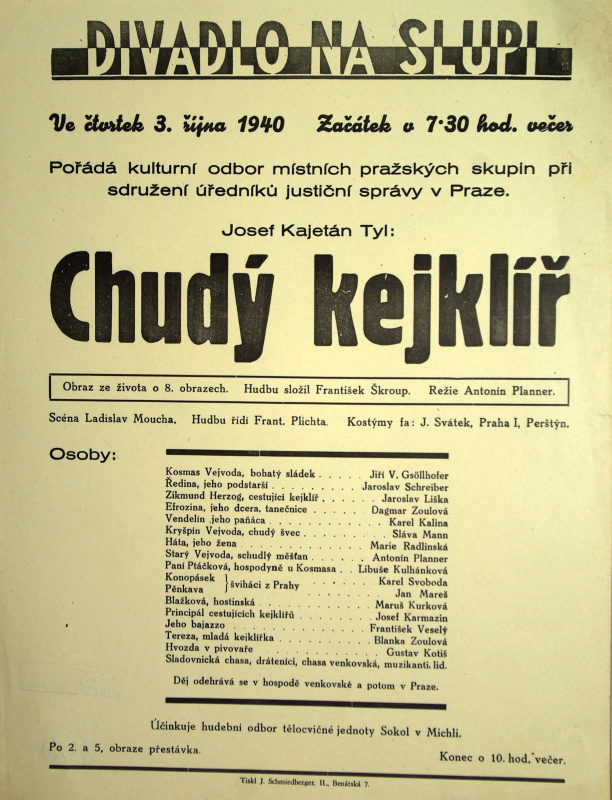 DIVADLO NA SLUPI
Ve čtvrtek 3. října 1940 Začátek v 7·30 hod. večer
Pořádá kulturní odbor místních pražských skupin při
sdružení úředníků justiční správy v Praze.
Josef Kajetán Tyl:
Chudý kejklíř
Obraz ze života o 8. obrazech. Hudbu složil František Škroup. Režie Antonín Planner.
Scéna Ladislav Moucha. Hudbu řídí Frant. Plichta. Kostýmy fa: J. Svátek, Praha I, Perštýn.
Osoby:
Kosmas Vejvoda, bohatý sládek . . . . . Jiří V. Gsöllhofer
Ředina, jeho podstarší . . . . . . . . . Jaroslav Schreiber
Zikmund Herzog, cestující kejklíř . . . . . . Jaroslav Liška
Efrozina, jeho dcera, tanečnice . . . . . . Dagmar Zoulová
Vendelín ,jeho paňáca . . . . . . . . . . Karel Kalina
Kryšpín Vejvoda, chudý švec . . . . . . . . Sláva Mann
Háta, jeho žena . . . . . . . . . . . Marie Radlinská
Starý Vejvoda, schudlý měšťan . . . . . . Antonín Planner
Paní Ptáčková, hospodyně u Kosmasa . . Libuše Kulhánková
Konopásek } šviháci z Prahy . . . . . . Karel Svoboda
Pěnkava Jan Mareš
Blažková, hostinská . . . . . . . . . . Maruš Kurková
Principál cestujících kejklířů . . . . . . . Josef Karmazin
Jeho bajazzo . . . . . . . . . . . František Veselý
Tereza, mladá kejklířka . . . . . . . . Blanka Zoulová
Hvozda v pivovaře . . . . . . . . . . Gustav Kotiš
Sladovnická chasa, dráteníci, chasa venkovská, muzikanti. lid.
Děj odehrává se v hospodě venkovské a potom v Praze.
Účinkuje hudební odbor tělocvičné jednoty Sokol v Michli.
Po 2. a 5, obraze přestávka.
Konec o 10. hod. večer.
Tiskl J. Schmiedberger, II., Benátská 7.